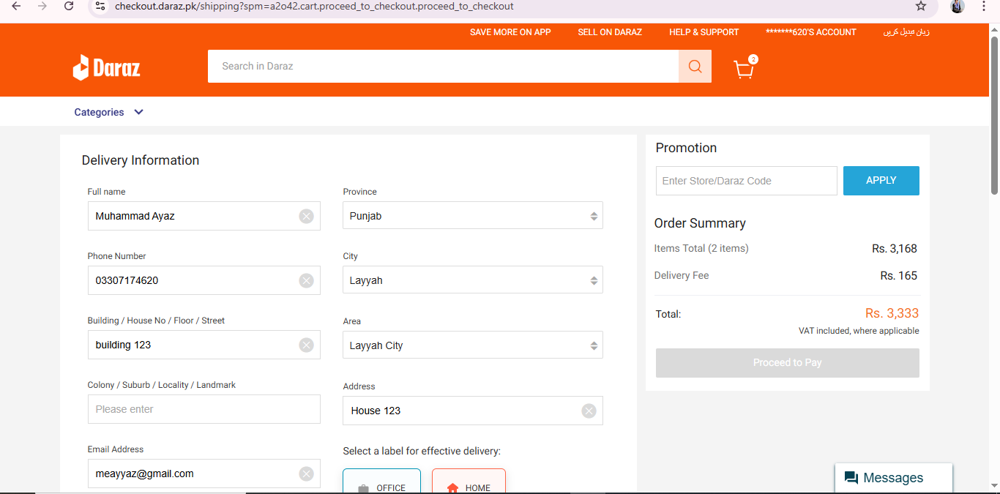 checkout.daraz.pk/shipping?spm=a2o42.cart.proceed_to_checkout.proceed_to_checkout
SAVE MORE ON APP
SELL ON DARAZ
HELP & SUPPORT
*******620'S ACCOUNT
زبان تبدیل کریں
Daraz
Search in Daraz
2
Categories
Delivery Information
Full name
Muhammad Ayaz
Province
Punjab
Phone Number
03307174620
City
Layyah
Building / House No / Floor / Street
building 123
Area
Layyah City
Colony / Suburb / Locality / Landmark
Please enter
Address
House 123
Email Address
meayyaz@gmail.com
Select a label for effective delivery:
OFFICE
HOME
Promotion
Enter Store/Daraz Code
APPLY
Order Summary
Items Total (2 items)
Rs. 3,168
Delivery Fee
Rs. 165
Total:
Rs. 3,333
VAT included, where applicable
Proceed to Pay
Messages